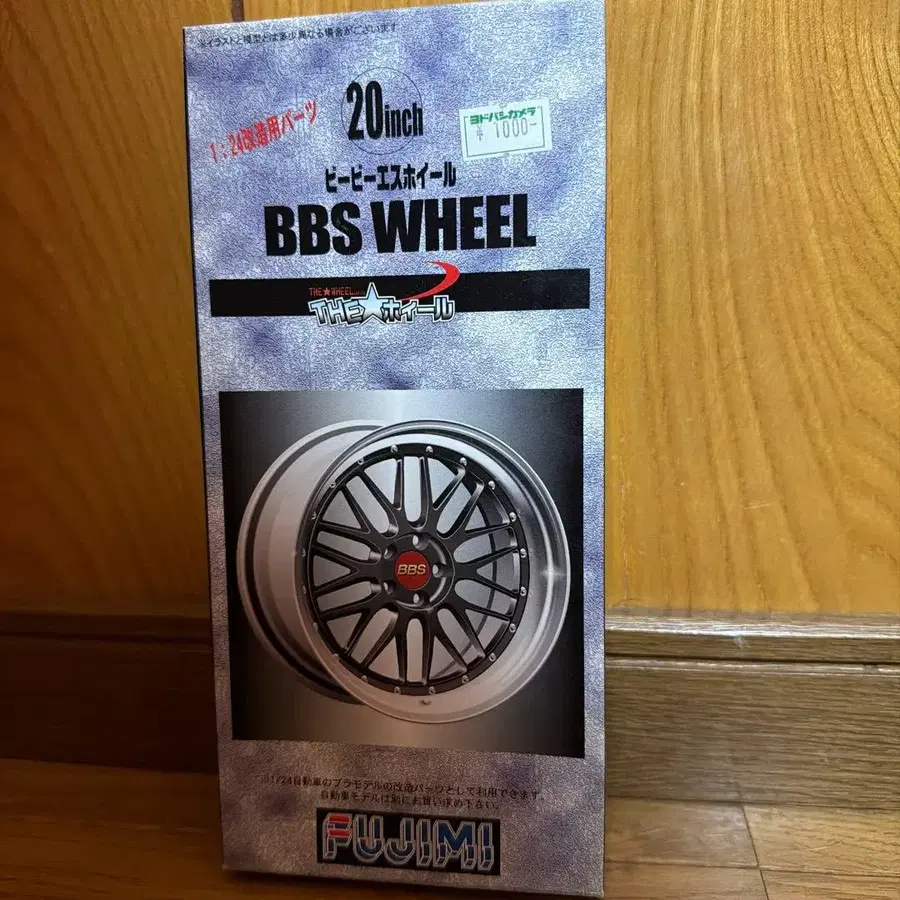 ※イラストと模型とは多少異なる場合がございます
20inch
ヨドバシカメラ
¥1000-
1:24改造用パーツ
ビービーエスホイール
BBS WHEEL
THE★WHEEL
THE★ホイール
BBS
※1/24自動車のプラモデルの改造パーツとして利用できます。
自動車モデルは別にお買い求め下さい。
FUJIMI